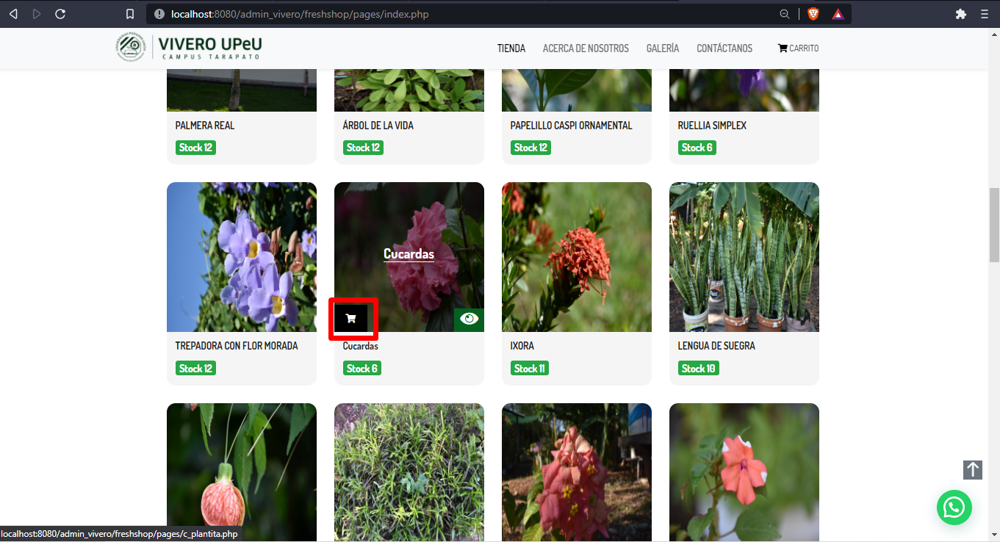 localhost:8080/admin_vivero/freshshop/pages/index.php
VIVERO UPeU
CAMPUS TARAPATO
TIENDA
ACERCA DE NOSOTROS
GALERÍA
CONTÁCTANOS
CARRITO
PALMERA REAL
ÁRBOL DE LA VIDA
PAPELILLO CASPI ORNAMENTAL
RUELLIA SIMPLEX
Stock 12
Stock 12
Stock 12
Stock 6
Cucardas
TREPADORA CON FLOR MORADA
Cucardas
IXORA
LENGUA DE SUEGRA
Stock 12
Stock 6
Stock 11
Stock 10
localhost:8080/admin_vivero/freshshop/pages/c_plantita.php